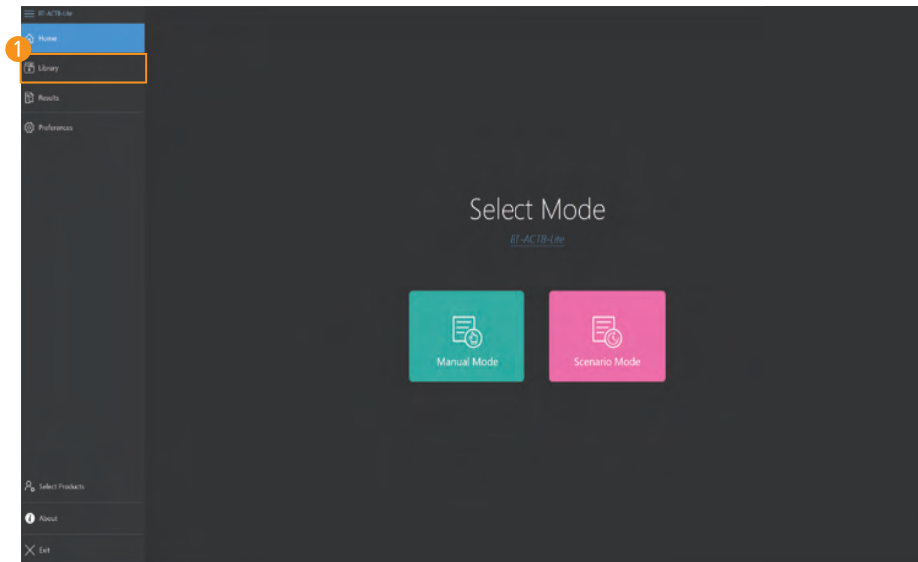 BT-ACTB-Lite
Home
1
Library
Results
Preferences
Select Mode
BT-ACTB-Lite
Manual Mode
Scenario Mode
Select Products
About
Exit